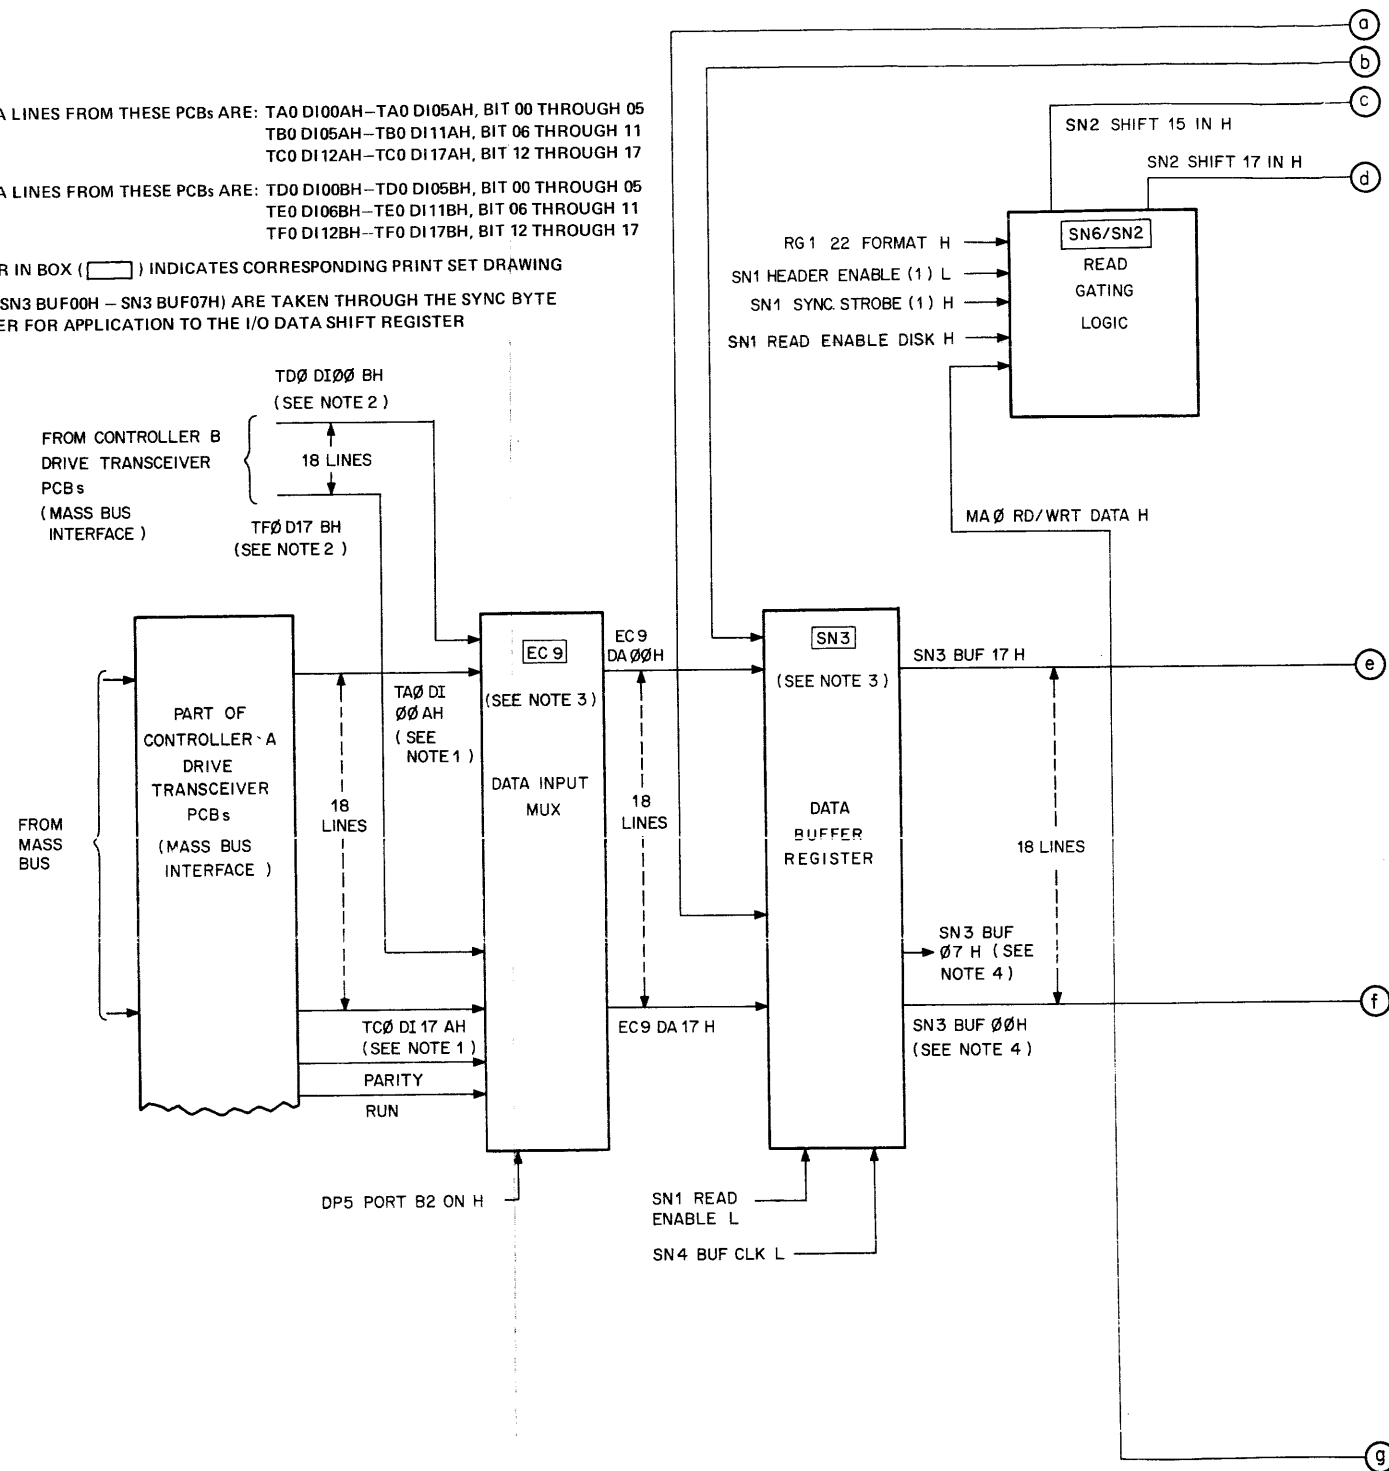 a
b
c
d
A LINES FROM THESE PCBs ARE: TA0 DI00AH–TA0 DI05AH, BIT 00 THROUGH 05
TB0 DI05AH–TB0 DI11AH, BIT 06 THROUGH 11
TC0 DI12AH–TC0 DI17AH, BIT 12 THROUGH 17
A LINES FROM THESE PCBs ARE: TD0 DI00BH–TD0 DI05BH, BIT 00 THROUGH 05
TE0 DI06BH–TE0 DI11BH, BIT 06 THROUGH 11
TF0 DI12BH–TF0 DI17BH, BIT 12 THROUGH 17
R IN BOX ( ) INDICATES CORRESPONDING PRINT SET DRAWING
SN3 BUF00H – SN3 BUF07H) ARE TAKEN THROUGH THE SYNC BYTE
ER FOR APPLICATION TO THE I/O DATA SHIFT REGISTER
SN2 SHIFT 15 IN H
SN2 SHIFT 17 IN H
RG1 22 FORMAT H
SN1 HEADER ENABLE (1) L
SN1 SYNC. STROBE (1) H
SN1 READ ENABLE DISK H
SN6/SN2
READ
GATING
LOGIC
MAØ RD/WRT DATA H
TDØ DIØØ BH
(SEE NOTE 2)
FROM CONTROLLER B
DRIVE TRANSCEIVER
PCBs
(MASS BUS
INTERFACE)
18 LINES
TFØ D17 BH
(SEE NOTE 2)
FROM
MASS
BUS
PART OF
CONTROLLER A
DRIVE
TRANSCEIVER
PCBs
(MASS BUS
INTERFACE)
18
LINES
TAØ DI
ØØ AH
(SEE
NOTE 1)
TCØ DI 17 AH
(SEE NOTE 1)
PARITY
RUN
EC9
(SEE NOTE 3)
DATA INPUT
MUX
DP5 PORT B2 ON H
EC9
DAØØH
18
LINES
EC9 DA 17 H
SN3
(SEE NOTE 3)
DATA
BUFFER
REGISTER
SN1 READ
ENABLE L
SN4 BUF CLK L
SN3 BUF 17 H
18 LINES
SN3 BUF
Ø7 H (SEE
NOTE 4)
SN3 BUF ØØH
(SEE NOTE 4)
e
f
g